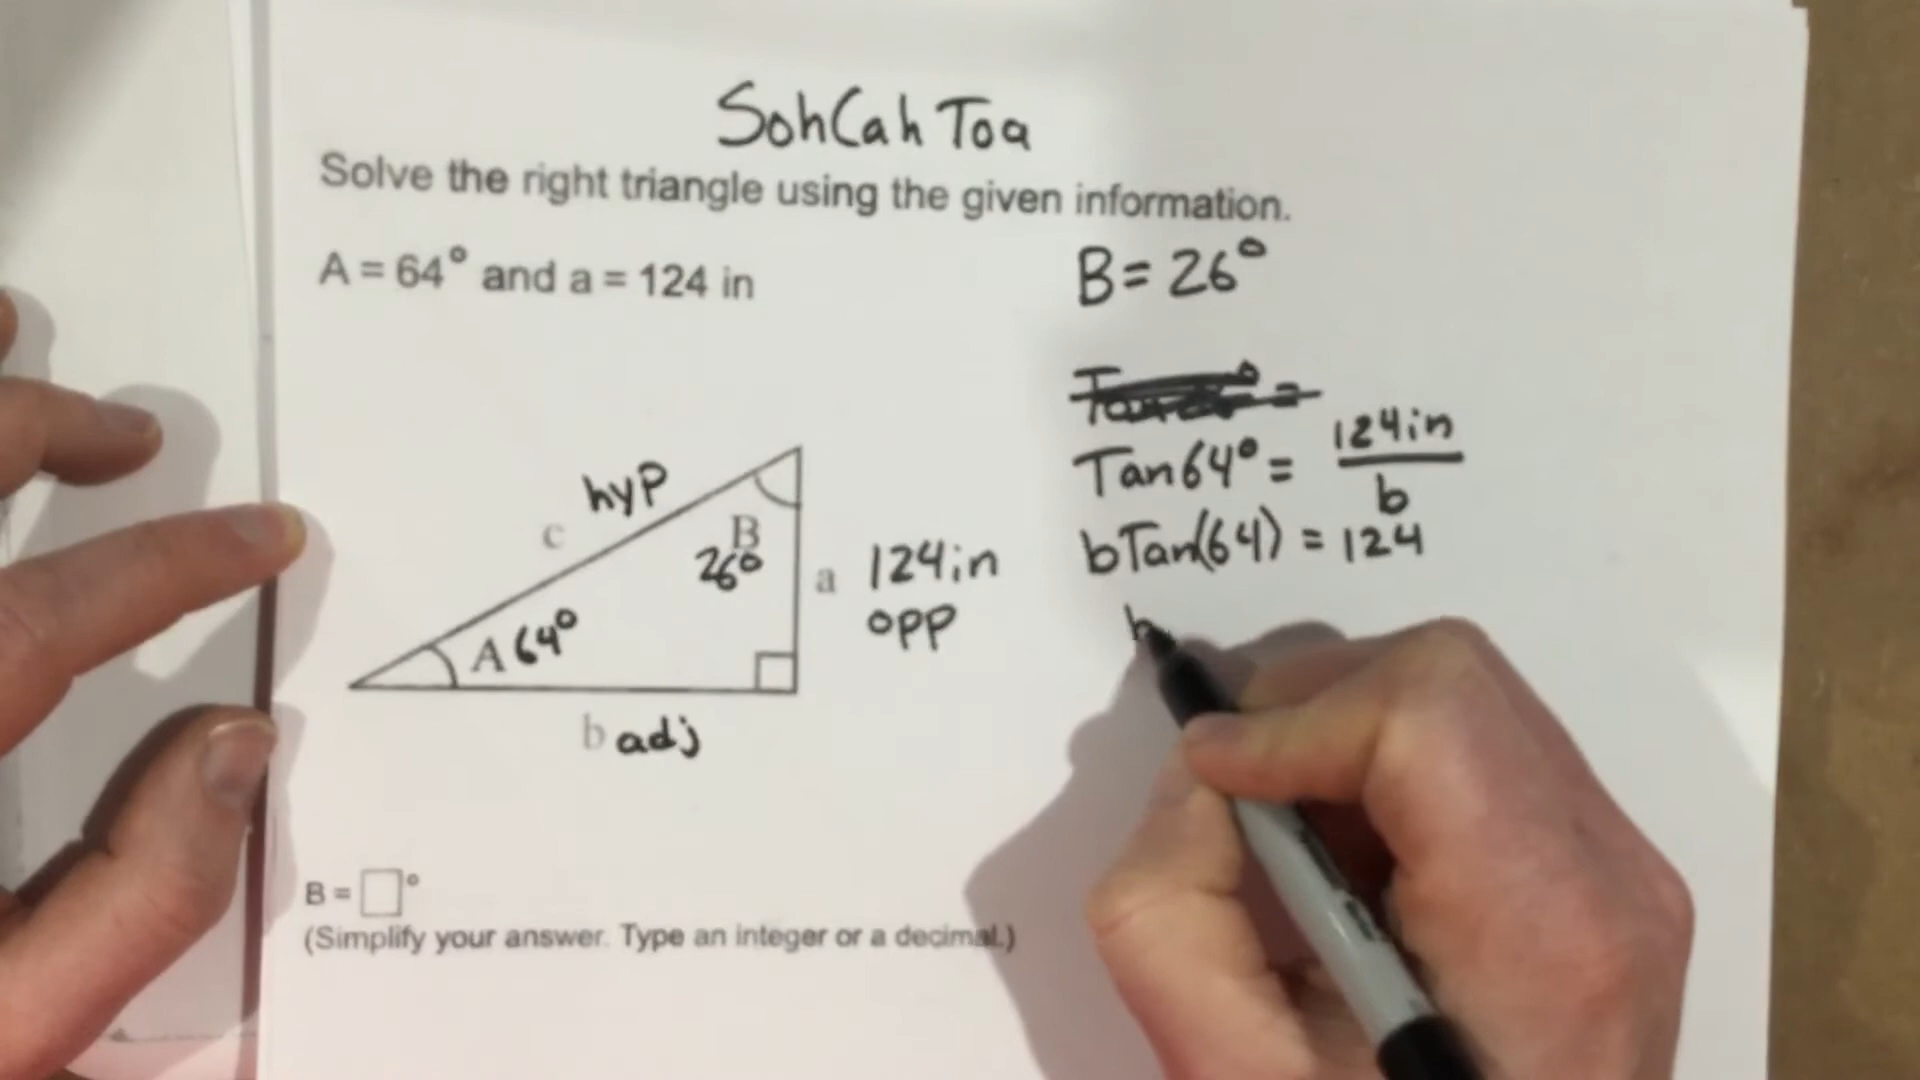 SohCahToa
Solve the right triangle using the given information.
A = 64° and a = 124 in
B = 26°
Tan64° = 124in
b
bTan(64) = 124
b
hyp
c
B
26°
a 124in
opp
A 64°
b adj
B = °
(Simplify your answer. Type an integer or a decimal.)